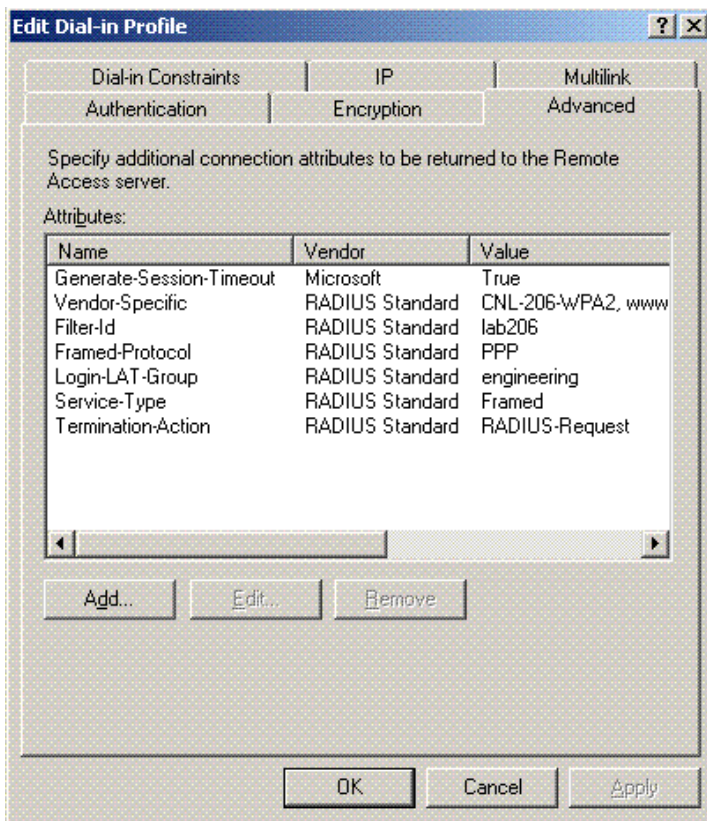 Edit Dial-in Profile
Dial-in Constraints IP Multilink
Authentication Encryption Advanced
Specify additional connection attributes to be returned to the Remote
Access server.
Attributes:
Name Vendor Value
Generate-Session-Timeout Microsoft True
Vendor-Specific RADIUS Standard CNL-206-WPA2, www
Filter-Id RADIUS Standard lab206
Framed-Protocol RADIUS Standard PPP
Login-LAT-Group RADIUS Standard engineering
Service-Type RADIUS Standard Framed
Termination-Action RADIUS Standard RADIUS-Request
Add... Edit... Remove
OK Cancel Apply